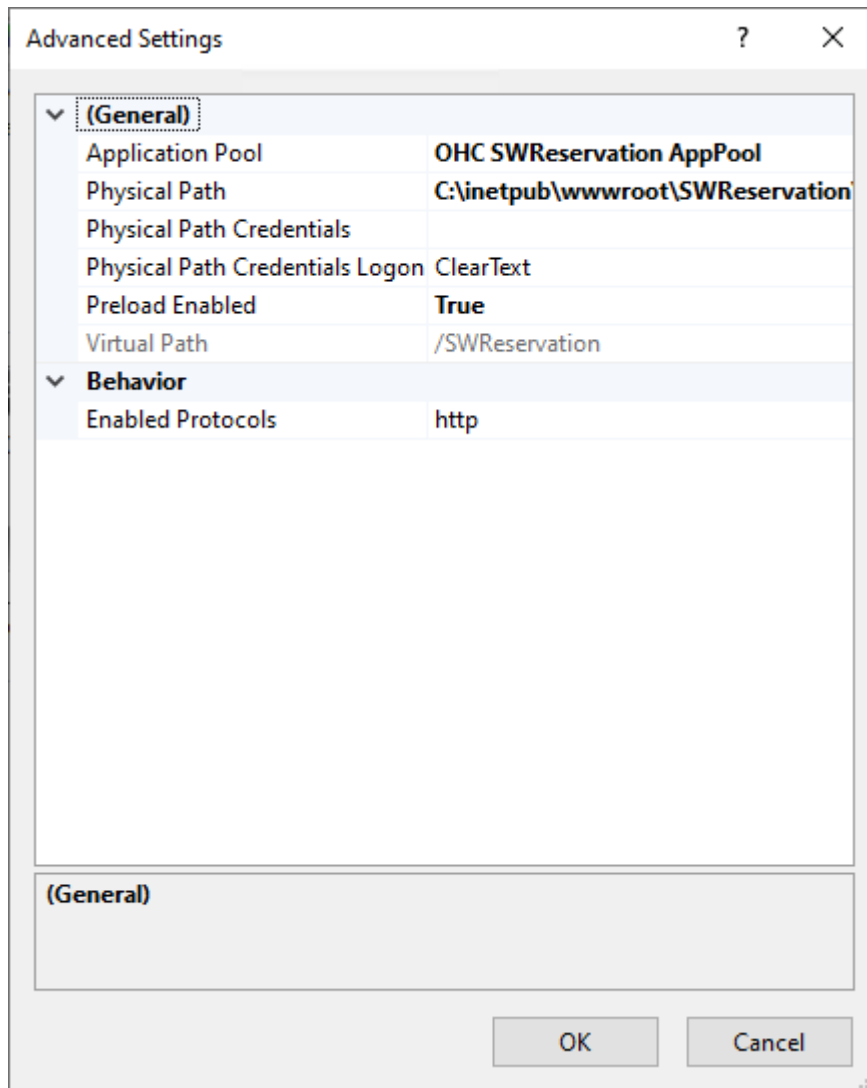 Advanced Settings
(General)
Application Pool OHC SWReservation AppPool
Physical Path C:\inetpub\wwwroot\SWReservation\
Physical Path Credentials
Physical Path Credentials Logon ClearText
Preload Enabled True
Virtual Path /SWReservation
Behavior
Enabled Protocols http
(General)
OK Cancel